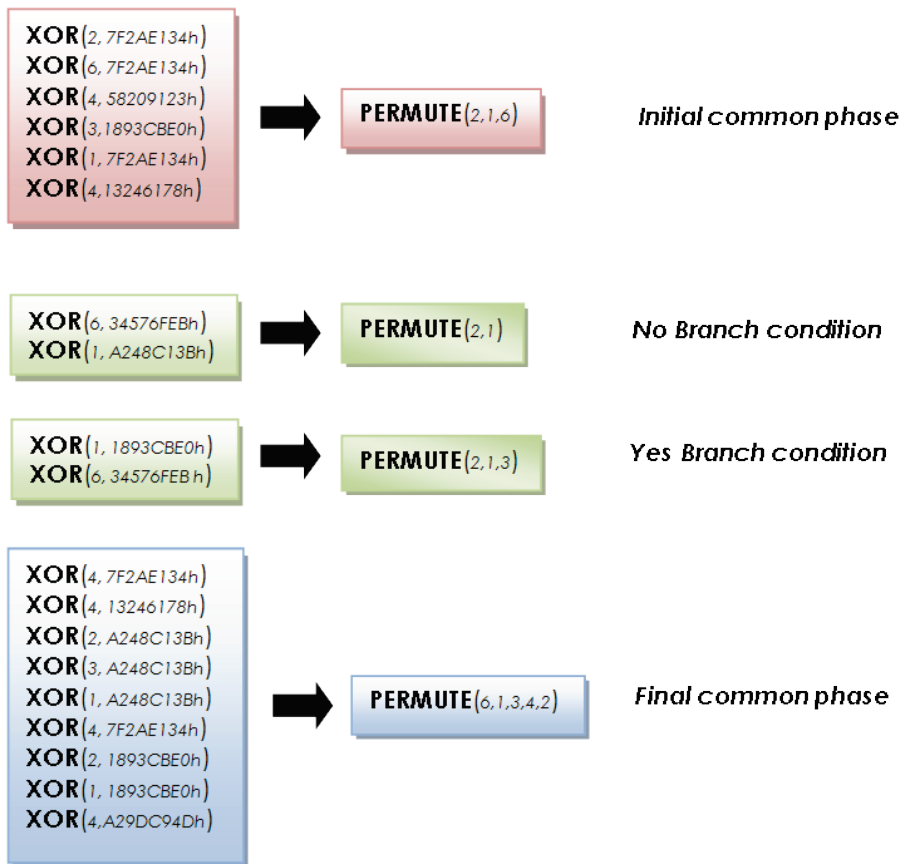 XOR(2, 7F2AE134h)
XOR(6, 7F2AE134h)
XOR(4, 58209123h)
XOR(3,1893CBE0h)
XOR(1, 7F2AE134h)
XOR(4,13246178h)
PERMUTE(2,1,6)
Initial common phase
XOR(6, 34576FEBh)
XOR(1, A248C13Bh)
PERMUTE(2,1)
No Branch condition
XOR(1, 1893CBE0h)
XOR(6, 34576FEB h)
PERMUTE(2,1,3)
Yes Branch condition
XOR(4, 7F2AE134h)
XOR(4, 13246178h)
XOR(2, A248C13Bh)
XOR(3, A248C13Bh)
XOR(1, A248C13Bh)
XOR(4, 7F2AE134h)
XOR(2, 1893CBE0h)
XOR(1, 1893CBE0h)
XOR(4,A29DC94Dh)
PERMUTE(6,1,3,4,2)
Final common phase